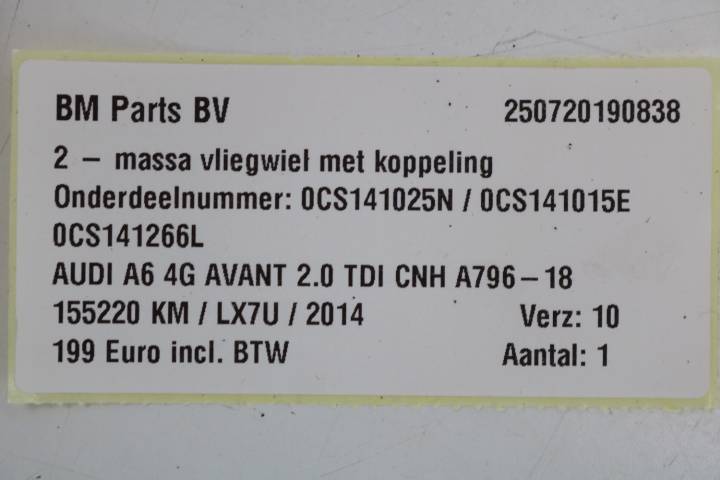 BM Parts BV 250720190838
2 – massa vliegwiel met koppeling
Onderdeelnummer: 0CS141025N / 0CS141015E
0CS141266L
AUDI A6 4G AVANT 2.0 TDI CNH A796–18
155220 KM / LX7U / 2014 Verz: 10
199 Euro incl. BTW Aantal: 1